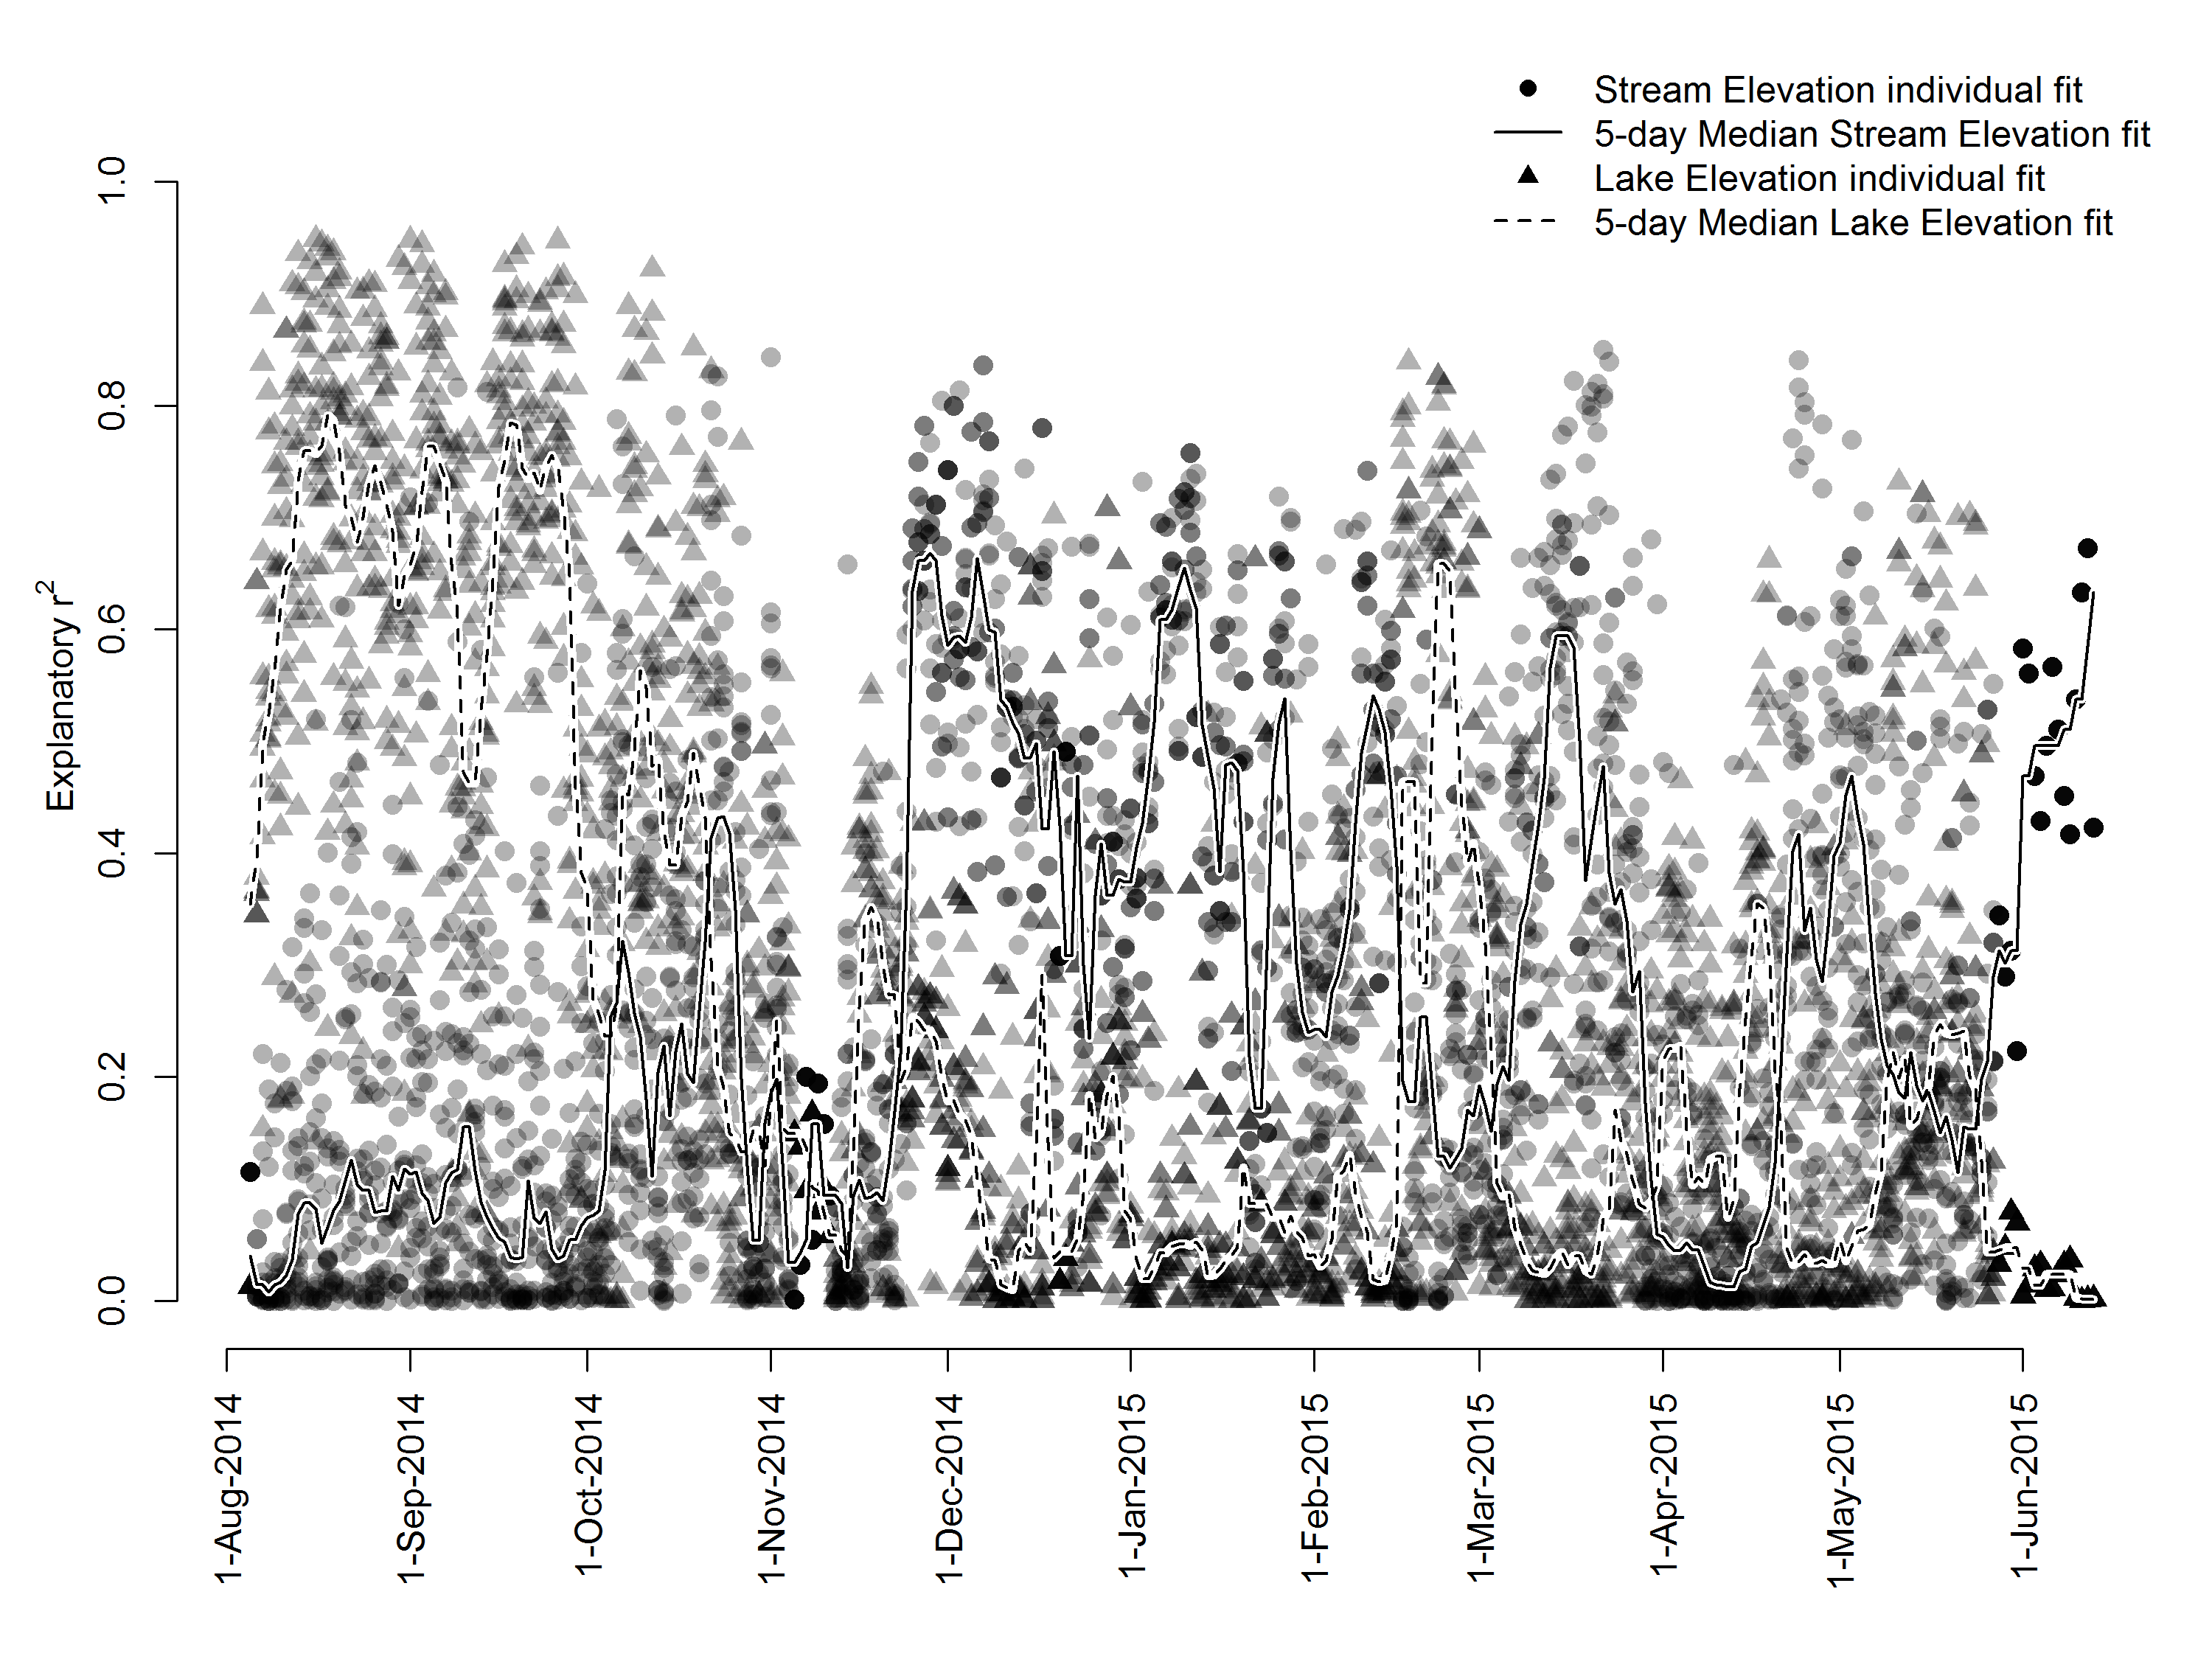 Stream Elevation individual fit
5-day Median Stream Elevation fit
Lake Elevation individual fit
5-day Median Lake Elevation fit
Explanatory r²
1.0
0.8
0.6
0.4
0.2
0.0
1-Aug-2014
1-Sep-2014
1-Oct-2014
1-Nov-2014
1-Dec-2014
1-Jan-2015
1-Feb-2015
1-Mar-2015
1-Apr-2015
1-May-2015
1-Jun-2015